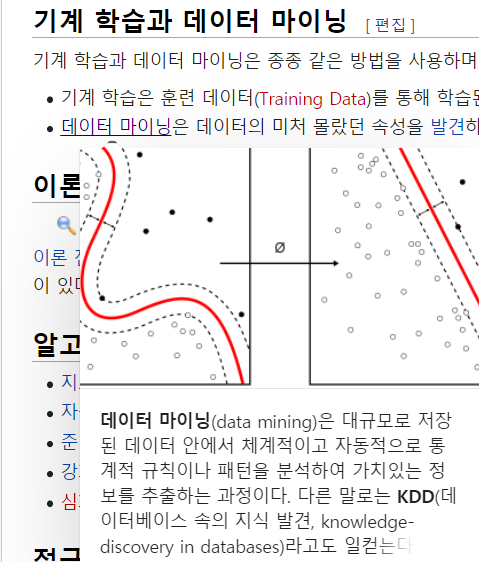 기계 학습과 데이터 마이닝 [ 편집 ]
기계 학습과 데이터 마이닝은 종종 같은 방법을 사용하며
기계 학습은 훈련 데이터(Training Data)를 통해 학습된
데이터 마이닝은 데이터의 미처 몰랐던 속성을 발견하
이론
이론
이 있
ø
알고
지
자
준
강
심
데이터 마이닝(data mining)은 대규모로 저장
된 데이터 안에서 체계적이고 자동적으로 통
계적 규칙이나 패턴을 분석하여 가치있는 정
보를 추출하는 과정이다. 다른 말로는 KDD(데
이터베이스 속의 지식 발견, knowledge-
discovery in databases)라고도 일컫는다
접근